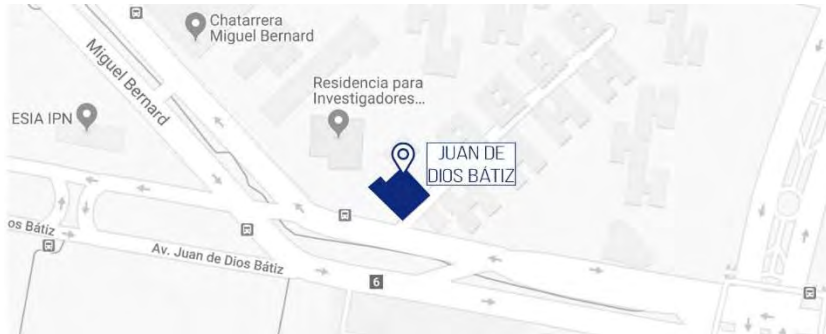 Chatarrera
Miguel Bernard
Miguel Bernard
Residencia para
Investigadores...
ESIA IPN
JUAN DE
DIOS BÁTIZ
os Bátiz
Av. Juan de Dios Bátiz
6